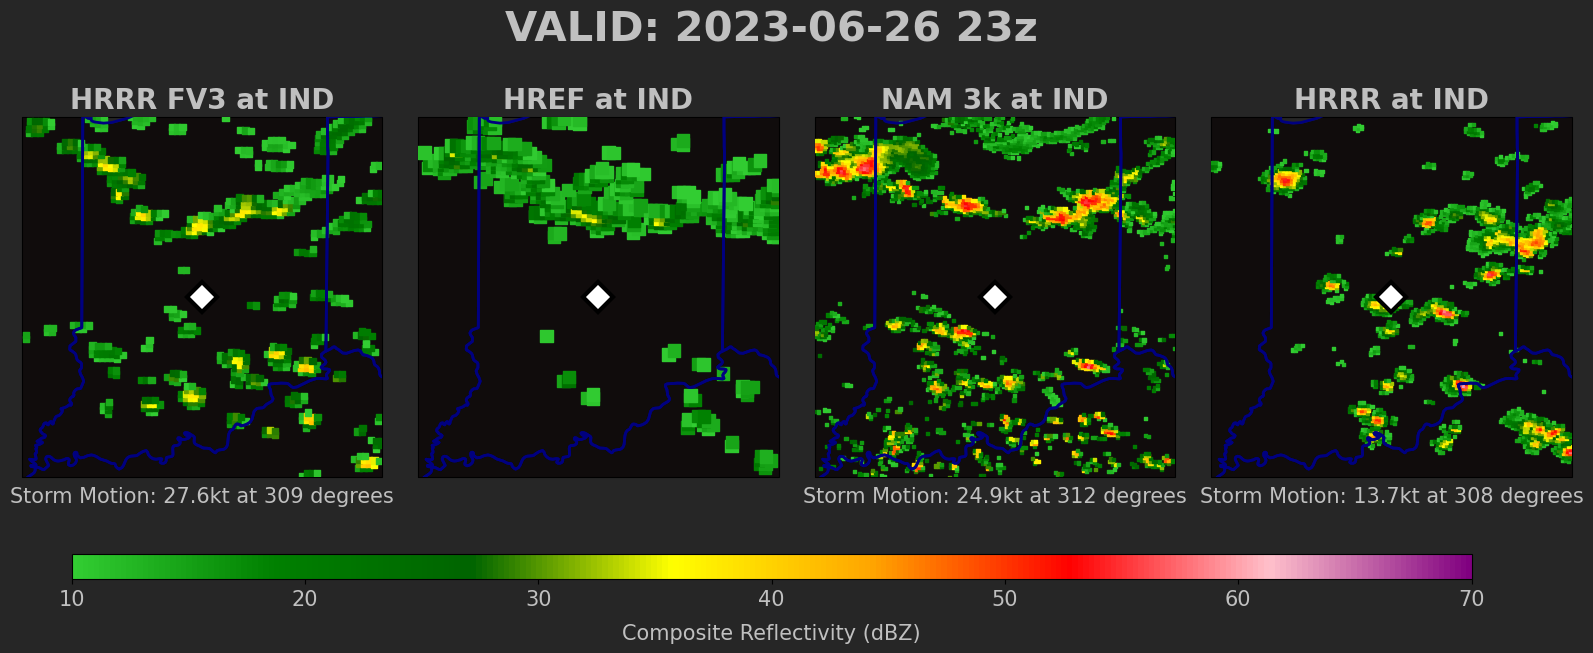 VALID: 2023-06-26 23z
HRRR FV3 at IND
HREF at IND
NAM 3k at IND
HRRR at IND
Storm Motion: 27.6kt at 309 degrees
Storm Motion: 24.9kt at 312 degrees
Storm Motion: 13.7kt at 308 degrees
10 20 30 40 50 60 70
Composite Reflectivity (dBZ)